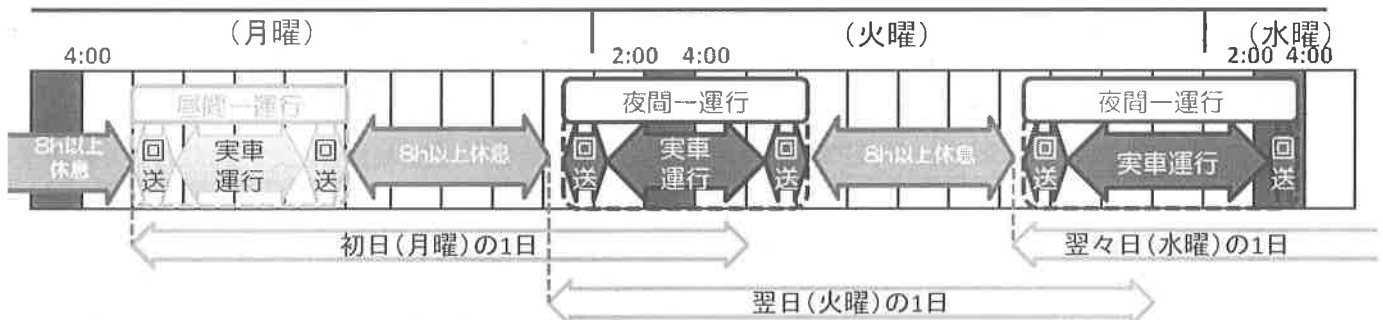 (月曜)
(火曜)
(水曜)
4:00
2:00 4:00
2:00 4:00
昼間一運行
夜間一運行
夜間一運行
8h以上
休息
回送
実車
運行
回送
8h以上休息
回送
実車
運行
回送
8h以上休息
回送
実車運行
回送
初日(月曜)の1日
翌々日(水曜)の1日
翌日(火曜)の1日